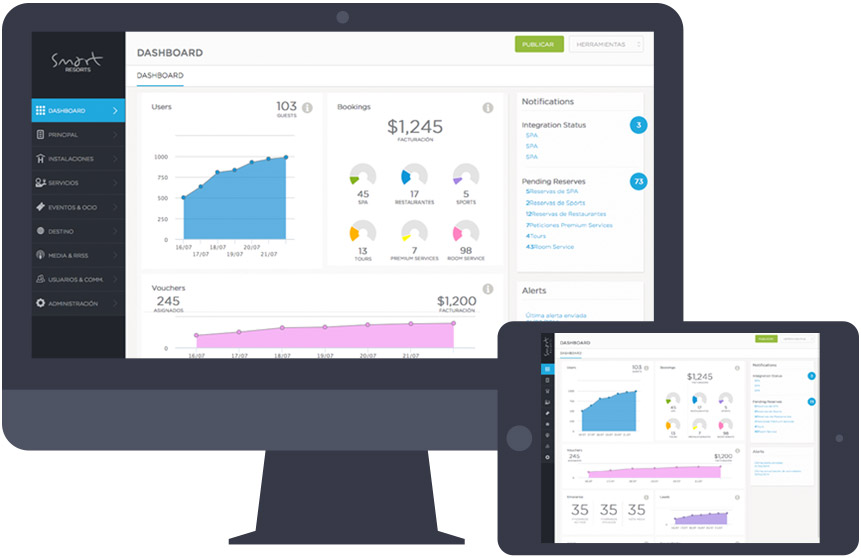 Smart
RESORTS
DASHBOARD
PRINCIPAL
INSTALACIONES
SERVICIOS
EVENTOS & OCIO
DESTINO
MEDIA & RRSS
USUARIOS & COMM.
ADMINISTRACIÓN
DASHBOARD
PUBLICAR
HERRAMIENTAS
DASHBOARD
Users
103
GUESTS
1000
750
500
250
0
16/07 18/07 20/07
17/07 19/07 21/07
Bookings
$1,245
FACTURACIÓN
45 17 5
SPA RESTAURANTES SPORTS
13 7 98
TOURS PREMIUM SERVICES ROOM SERVICE
Vouchers
245 $1,200
ASIGNADOS FACTURACIÓN
0
16/07 17/07 18/07 19/07 20/07 21/07
Notifications
Integration Status 3
SPA
SPA
SPA
Pending Reserves 73
5Reservas de SPA
2Reservas de Sports
12Reservas de Restaurantes
7Peticiones Premium Services
4Tours
43Room Service
Alerts
Última alerta enviada
DASHBOARD
DASHBOARD
Users
103
Bookings
$1,245
45 17 5
13 7 98
Vouchers
245 $1,200
35 35 35
Notifications
Integration Status
Pending Reserves
Alerts